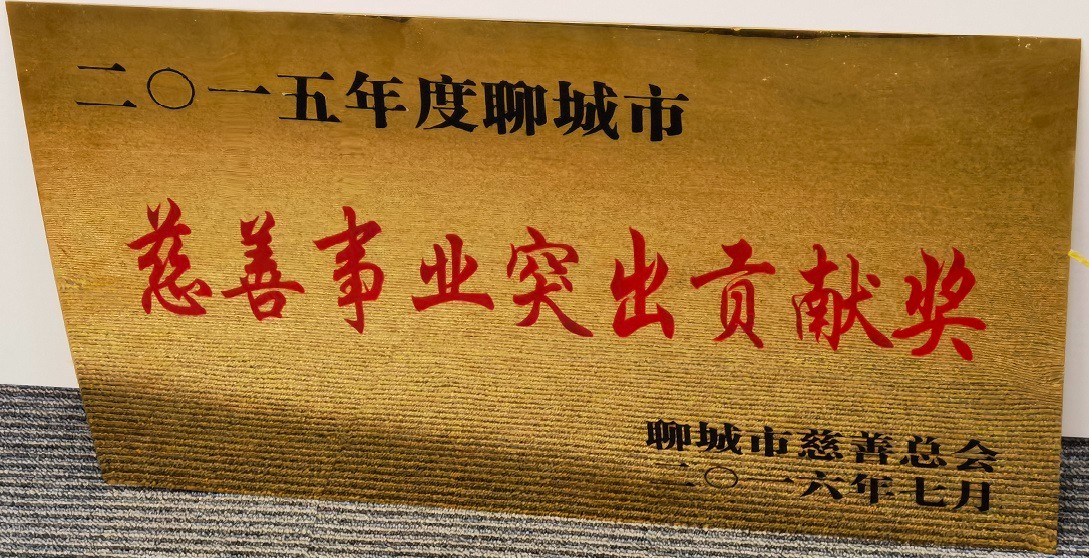 二〇一五年度聊城市
慈善事业突出贡献奖
聊城市慈善总会
二〇一六年七月